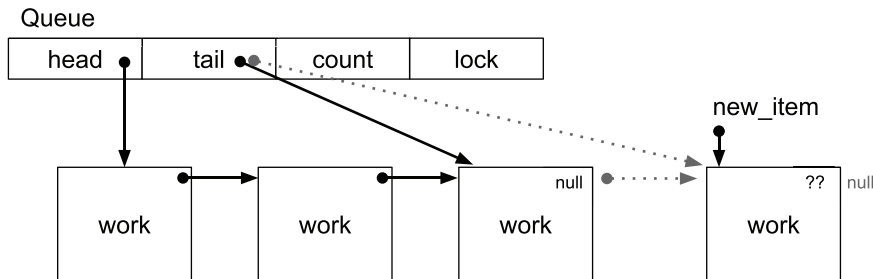 Queue
head tail count lock
new_item
null ?? null
work work work work